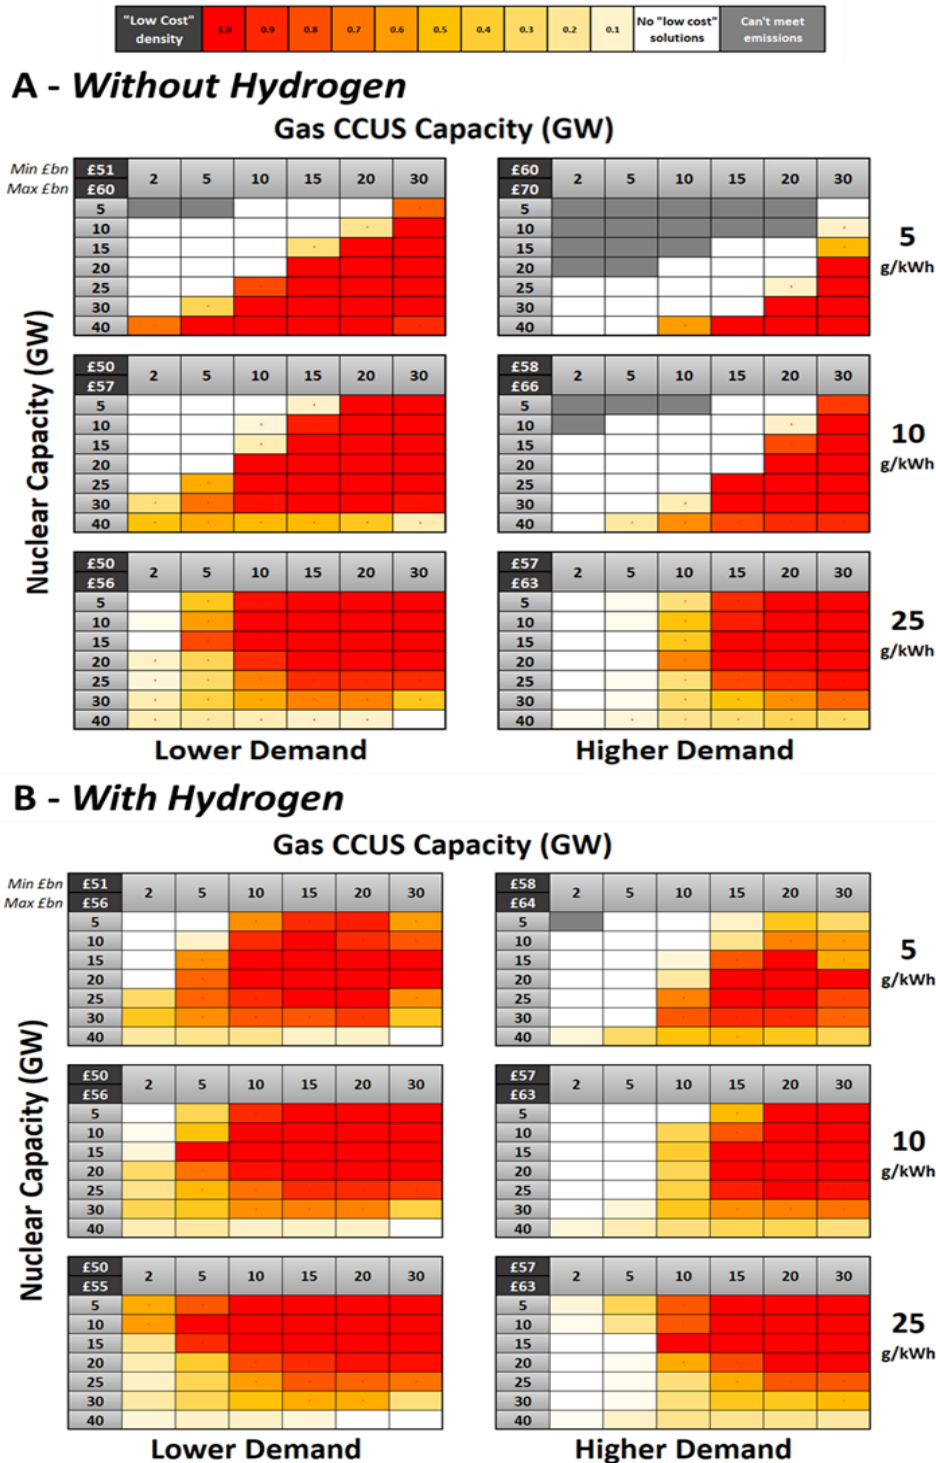 "Low Cost" density 1.0 0.9 0.8 0.7 0.6 0.5 0.4 0.3 0.2 0.1 No "low cost" solutions Can't meet emissions
A - Without Hydrogen
Gas CCUS Capacity (GW)
Min £bn £51 £60
Max £bn £60 2 5 10 15 20 30 £70 2 5 10 15 20 30
5 5
10 10
15 15
20 20
25 25
30 30
40 40
5 g/kWh
Nuclear Capacity (GW)
£50 £58
£57 2 5 10 15 20 30 £66 2 5 10 15 20 30
5 5
10 10
15 15
20 20
25 25
30 30
40 40
10 g/kWh
£50 £57
£56 2 5 10 15 20 30 £63 2 5 10 15 20 30
5 5
10 10
15 15
20 20
25 25
30 30
40 40
25 g/kWh
Lower Demand Higher Demand
B - With Hydrogen
Gas CCUS Capacity (GW)
Min £bn £51 £58
Max £bn £56 2 5 10 15 20 30 £64 2 5 10 15 20 30
5 5
10 10
15 15
20 20
25 25
30 30
40 40
5 g/kWh
Nuclear Capacity (GW)
£50 £57
£56 2 5 10 15 20 30 £63 2 5 10 15 20 30
5 5
10 10
15 15
20 20
25 25
30 30
40 40
10 g/kWh
£50 £57
£55 2 5 10 15 20 30 £63 2 5 10 15 20 30
5 5
10 10
15 15
20 20
25 25
30 30
40 40
25 g/kWh
Lower Demand Higher Demand